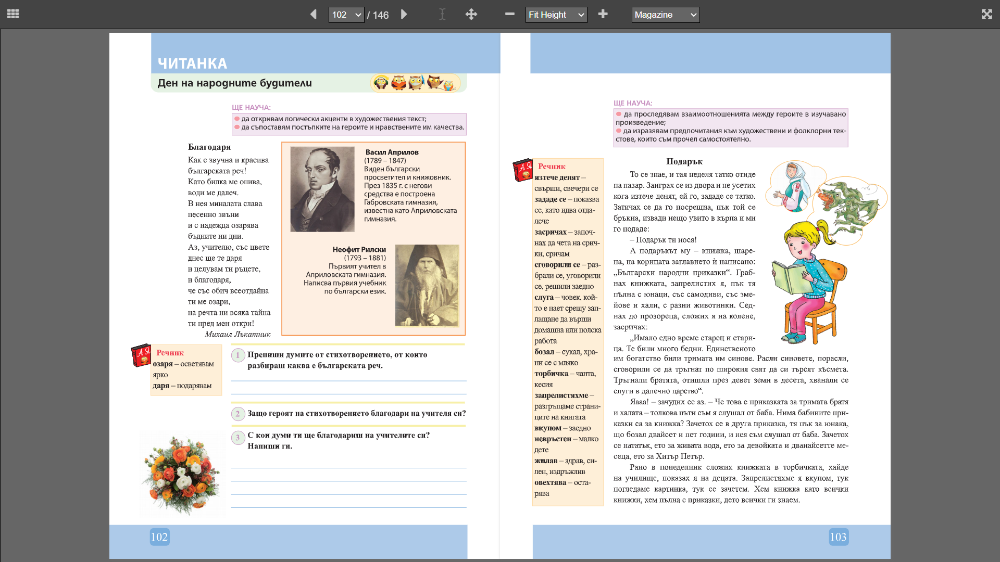 102 / 146 Fit Height Magazine
ЧИТАНКА
Ден на народните будители
ЩЕ НАУЧА:
да откривам логически акценти в художествения текст;
да съпоставям постъпките на героите и нравствените им качества.
Благодаря
Как е звучна и красива
българската реч!
Като билка ме опива,
води ме далеч.
В нея миналата слава
песенно звъни
и с надежда озарява
бъдните ни дни.
Аз, учителю, със цвете
днес ще те даря
и целувам ти ръцете,
и благодаря,
че със обич всеотдайна
ти ме озари,
на речта ни всяка тайна
ти пред мен откри!
Михаил Лъкатник
Васил Априлов
(1789 – 1847)
Виден български
просветител и книжовник.
През 1835 г. с негови
средства е построена
Габровската гимназия,
известна като Априловската
гимназия.
Неофит Рилски
(1793 – 1881)
Първият учител в
Априловската гимназия.
Написва първия учебник
по български език.
А Я
Речник
озаря – осветявам
ярко
даря – подарявам
1 Препиши думите от стихотворението, от които
разбираш каква е българската реч.
2 Защо героят на стихотворението благодари на учителя си?
3 С кои думи ти ще благодариш на учителите си?
Напиши ги.
102
ЩЕ НАУЧА:
да проследявам взаимоотношенията между героите в изучавано
произведение;
да изразявам предпочитания към художествени и фолклорни тек-
стове, които съм прочел самостоятелно.
А Я
Речник
изтече денят –
свърши, свечери се
зададе се – показва
се, като идва отда-
лече
засричах – започ-
нах да чета на срич-
ки, сричам
сговорили се – раз-
брали се, уговорили
се, решили заедно
слуга – човек, кой-
то е нает срещу зап-
лащане да върши
домашна или полска
работа
бозал – сукал, хра-
ни се с мляко
торбичка – чанта,
кесия
запрелистяхме –
разгръщаме страни-
ците на книгата
вкупом – заедно
невръстен – малко
дете
жилав – здрав, си-
лен, издръжлив
овехтява – оста-
рява
Подарък
То се знае, и тая неделя татко отиде
на пазар. Заиграх се из двора и не усетих
кога изтече денят, ей го, зададе се татко.
Затичах се да го посрещна, пък той се
бръкна, извади нещо увито в кърпа и ми
го подаде:
– Подарък ти нося!
А подаръкът му – книжка, шаре-
на, на корицата заглавието ѝ написано:
„Български народни приказки“. Граб-
нах книжката, запрелистих я, пък тя
пълна с юнаци, със самодиви, със зме-
йове и хали, с разни животинки. Сед-
нах до прозореца, сложих я на колене,
засричах:
„Имало едно време старец и стари-
ца. Те били много бедни. Единственото
им богатство били тримата им синове. Расли синовете, порасли,
сговорили се да тръгнат по широкия свят да си търсят късмета.
Тръгнали братята, отишли през девет земи в десета, хванали се
слуги в далечно царство“.
Яааа! – зачудих се аз. – Че това е приказката за тримата братя
и халата – толкова пъти съм я слушал от баба. Нима бабините при-
казки са за книжка? Зачетох се в друга приказка, тя пък за юнака,
що бозал двайсет и пет години, и нея съм слушал от баба. Зачетох
се нататък, ето за живата вода, ето за девойката и дванайсетте ме-
сеца, ето за Хитър Петър.
Рано в понеделник сложих книжката в торбичката, хайде
на училище, показах я на децата. Запрелистяхме я вкупом, тук
погледаме картинка, тук се зачетем. Хем книжка като всички
книжки, хем пълна с приказки, дето всички ги знаем.
103